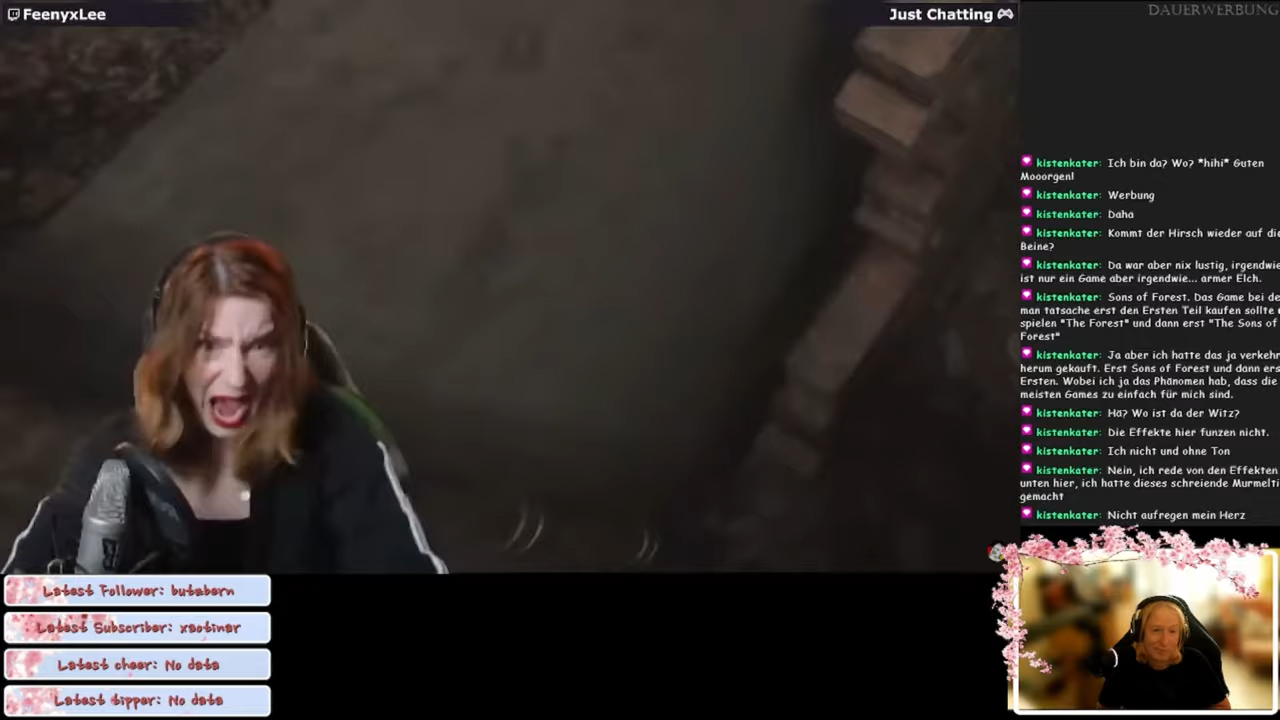 FeenyxLee
Just Chatting
DAUERWERBUNG
kistenkater: Ich bin da? Wo? *hihi* Guten
Mooorgen!
kistenkater: Werbung
kistenkater: Daha
kistenkater: Kommt der Hirsch wieder auf die
Beine?
kistenkater: Da war aber nix lustig, irgendwie
ist nur ein Game aber irgendwie... armer Elch.
kistenkater: Sons of Forest. Das Game bei de
man tatsache erst den Ersten Teil kaufen sollte
spielen "The Forest" und dann erst "The Sons of
Forest"
kistenkater: Ja aber ich hatte das ja verkehr
herum gekauft. Erst Sons of Forest und dann ers
Ersten. Wobei ich ja das Phänomen hab, dass die
meisten Games zu einfach für mich sind.
kistenkater: Hä? Wo ist da der Witz?
kistenkater: Die Effekte hier funzen nicht.
kistenkater: Ich nicht und ohne Ton
kistenkater: Nein, ich rede von den Effekten
unten hier, ich hatte dieses schreiende Murmelti
gemacht
kistenkater: Nicht aufregen mein Herz
Latest Follower: butabern
Latest Subscriber: xaotinar
Latest cheer: No data
Latest tipper: No data